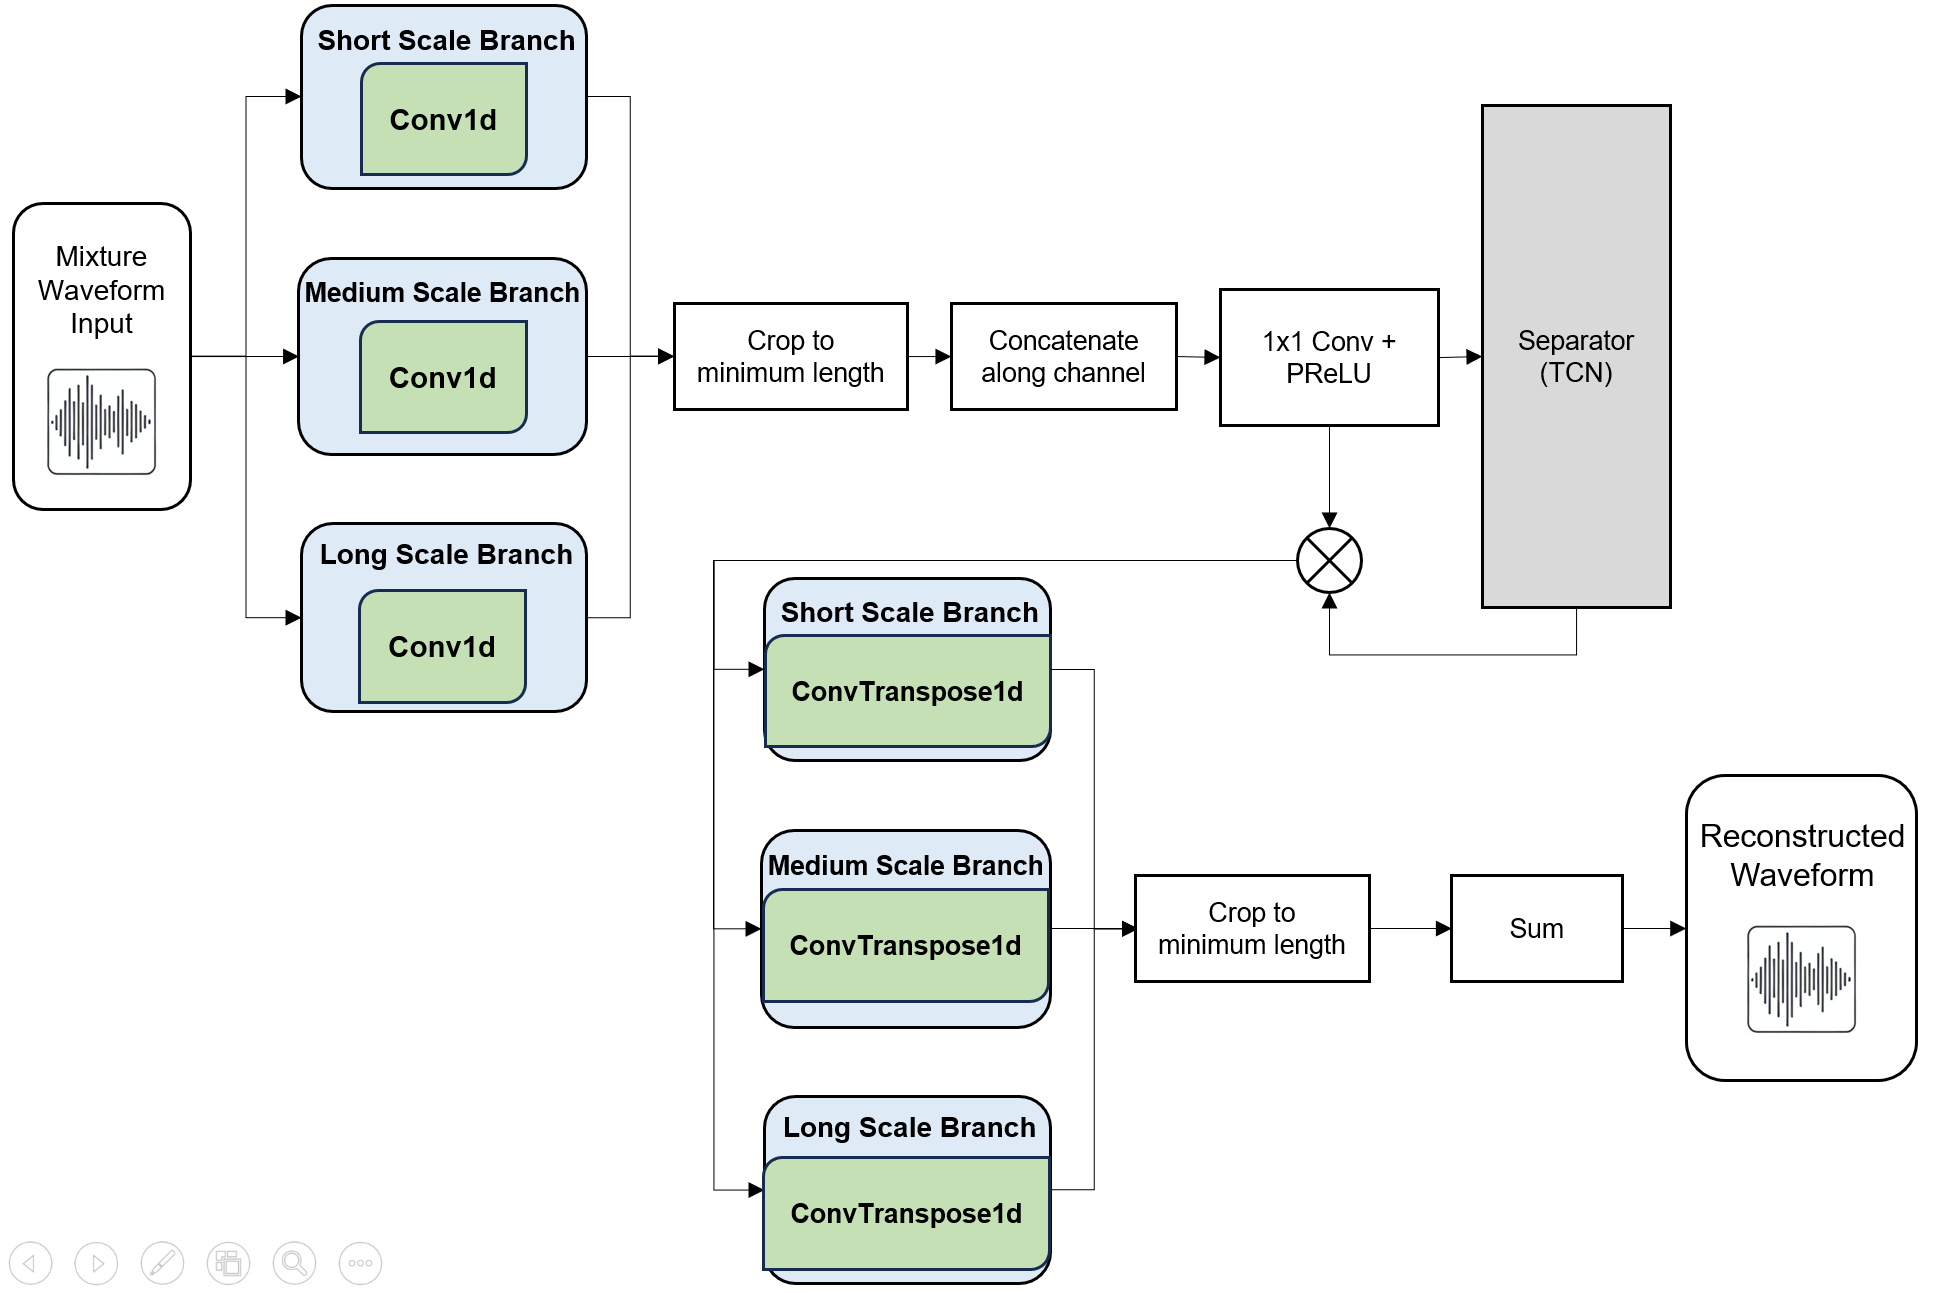 Short Scale Branch
Conv1d
Mixture
Waveform
Input
Medium Scale Branch
Conv1d
Long Scale Branch
Conv1d
Crop to
minimum length
Concatenate
along channel
1x1 Conv +
PReLU
Separator
(TCN)
Short Scale Branch
ConvTranspose1d
Medium Scale Branch
ConvTranspose1d
Long Scale Branch
ConvTranspose1d
Crop to
minimum length
Sum
Reconstructed
Waveform